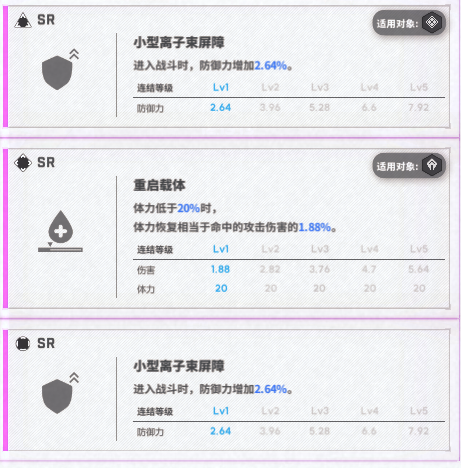 SR
适用对象:
小型离子束屏障
进入战斗时，防御力增加2.64%。
连结等级 Lv1 Lv2 Lv3 Lv4 Lv5
防御力 2.64 3.96 5.28 6.6 7.92
SR
适用对象:
重启载体
体力低于20%时，
体力恢复相当于命中的攻击伤害的1.88%。
连结等级 Lv1 Lv2 Lv3 Lv4 Lv5
伤害 1.88 2.82 3.76 4.7 5.64
体力 20 20 20 20 20
SR
小型离子束屏障
进入战斗时，防御力增加2.64%。
连结等级 Lv1 Lv2 Lv3 Lv4 Lv5
防御力 2.64 3.96 5.28 6.6 7.92